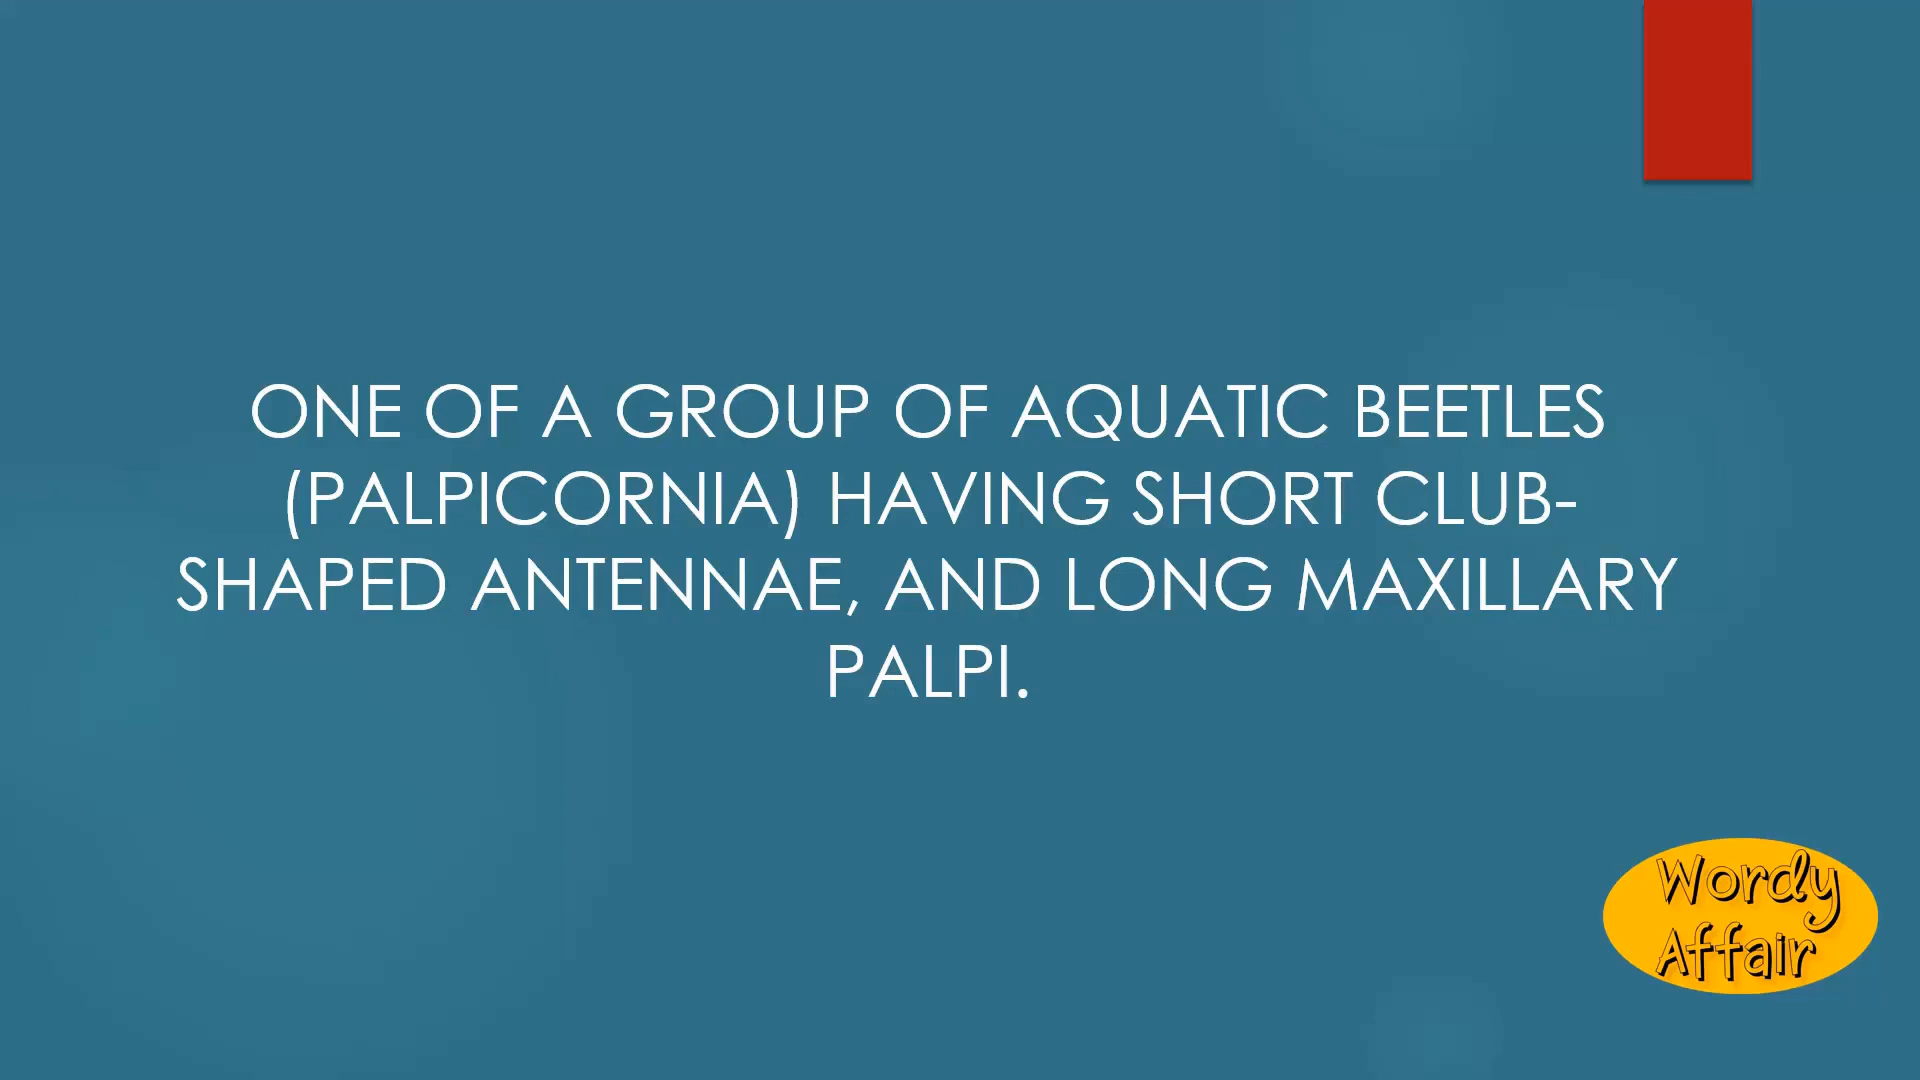 ONE OF A GROUP OF AQUATIC BEETLES
(PALPICORNIA) HAVING SHORT CLUB-
SHAPED ANTENNAE, AND LONG MAXILLARY
PALPI.
Wordy
Affair